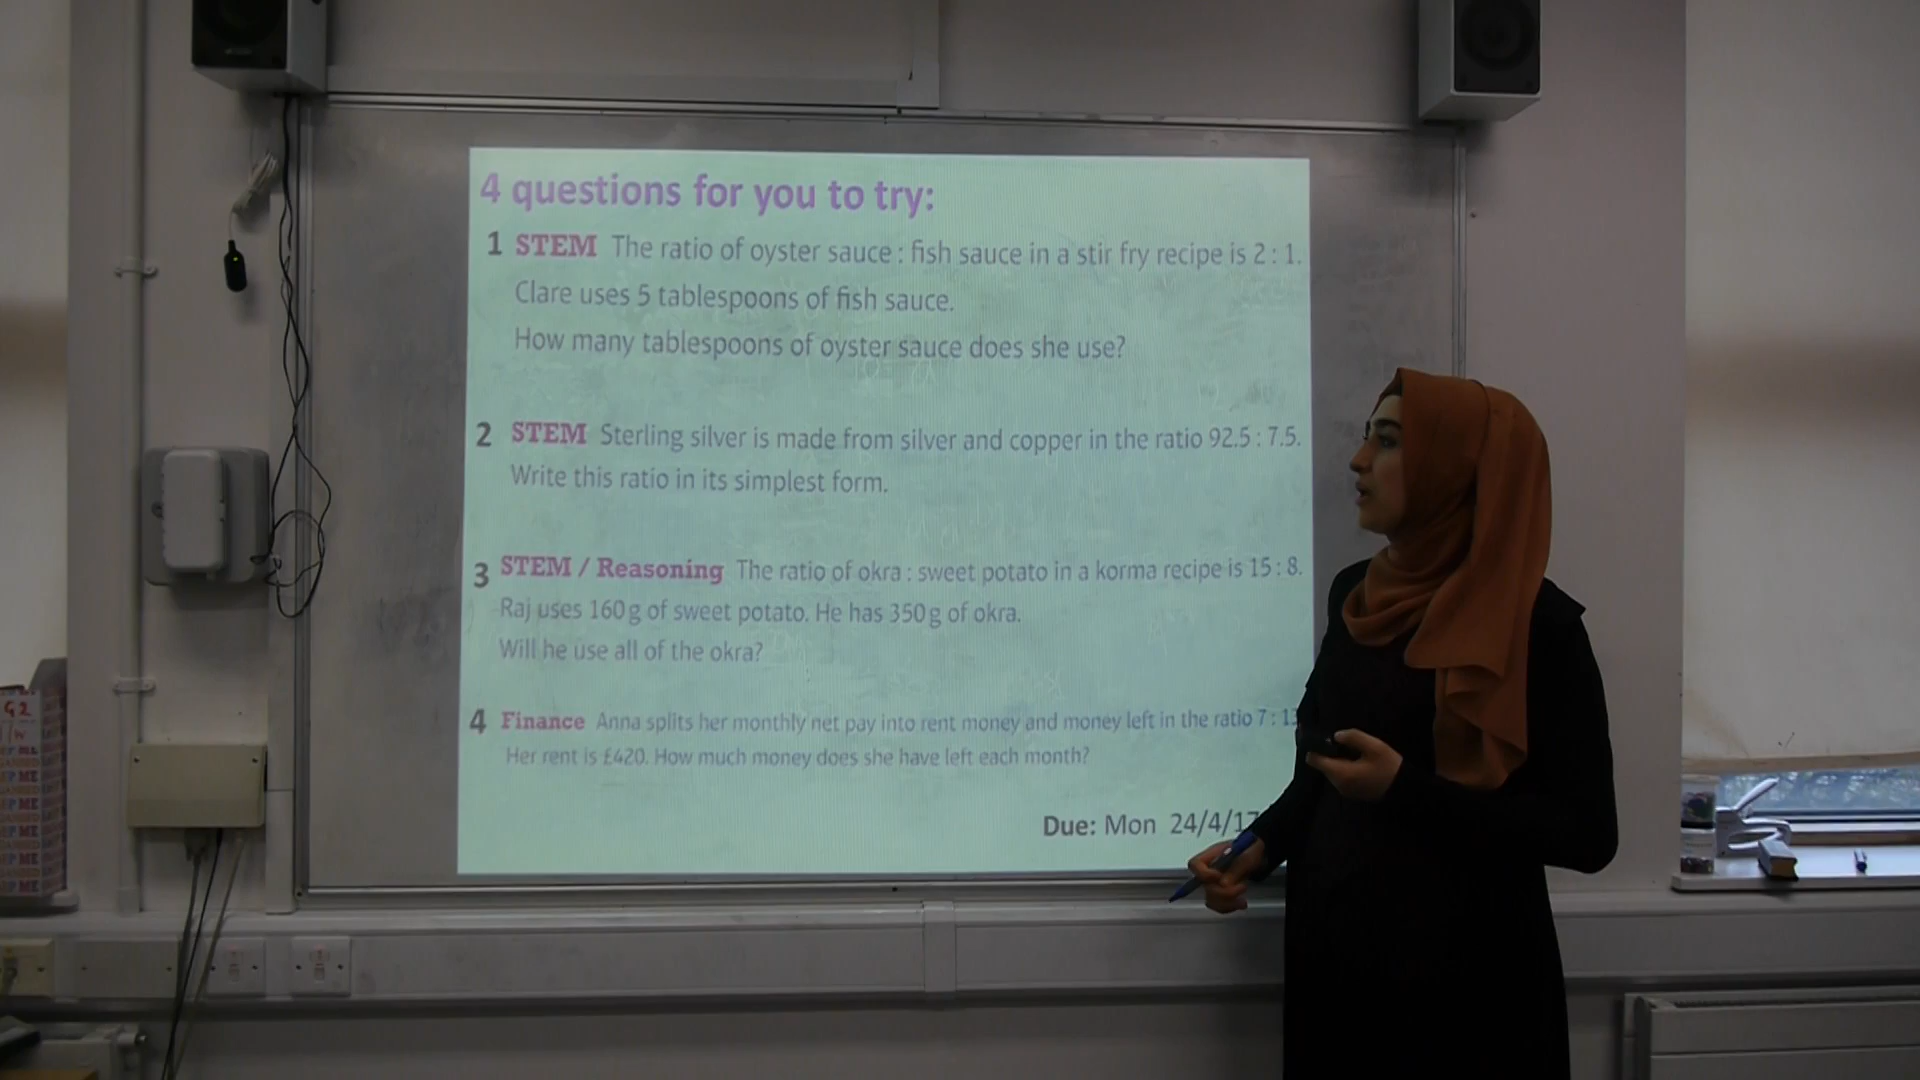 4 questions for you to try:
1 STEM The ratio of oyster sauce : fish sauce in a stir fry recipe is 2 : 1.
Clare uses 5 tablespoons of fish sauce.
How many tablespoons of oyster sauce does she use?
2 STEM Sterling silver is made from silver and copper in the ratio 92.5 : 7.5.
Write this ratio in its simplest form.
3 STEM / Reasoning The ratio of okra : sweet potato in a korma recipe is 15 : 8.
Raj uses 160 g of sweet potato. He has 350 g of okra.
Will he use all of the okra?
4 Finance Anna splits her monthly net pay into rent money and money left in the ratio 7 : 13
Her rent is £420. How much money does she have left each month?
Due: Mon 24/4/17
G2